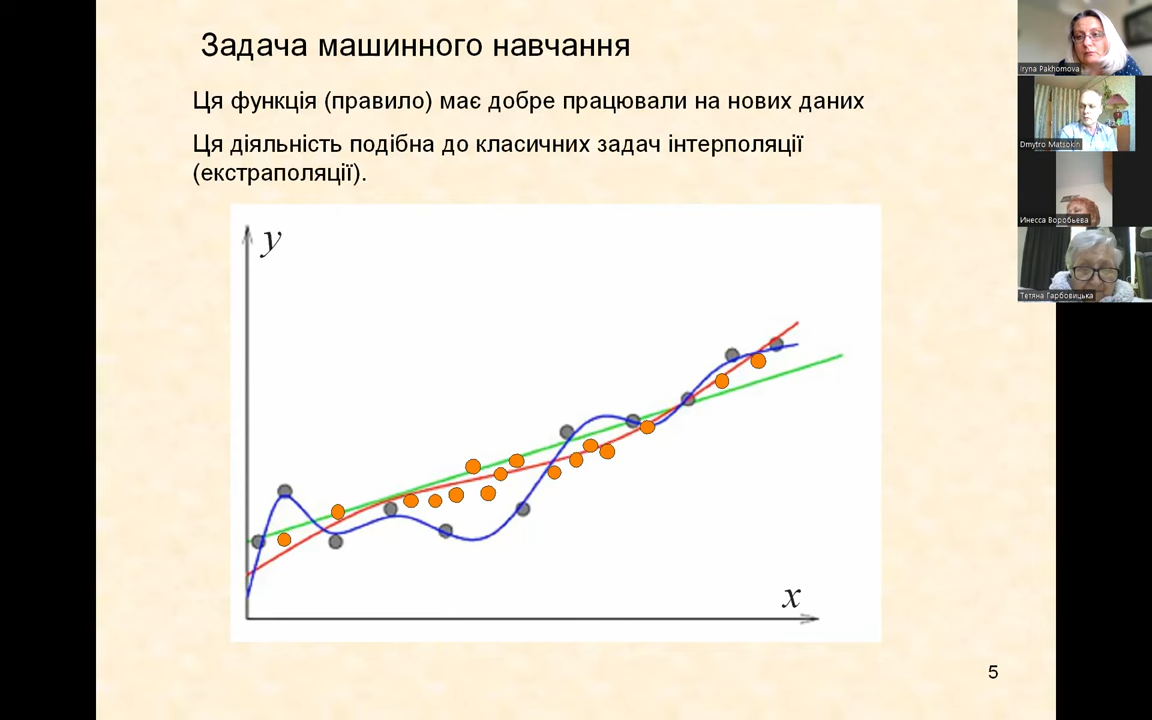 Задача машинного навчання
Ця функція (правило) має добре працювали на нових даних
Ця діяльність подібна до класичних задач інтерполяції
(екстраполяції).
y
x
5
Iryna Pakhomova
Dmytro Matsokin
Инесса Воробьева
Тетяна Гарбовицька